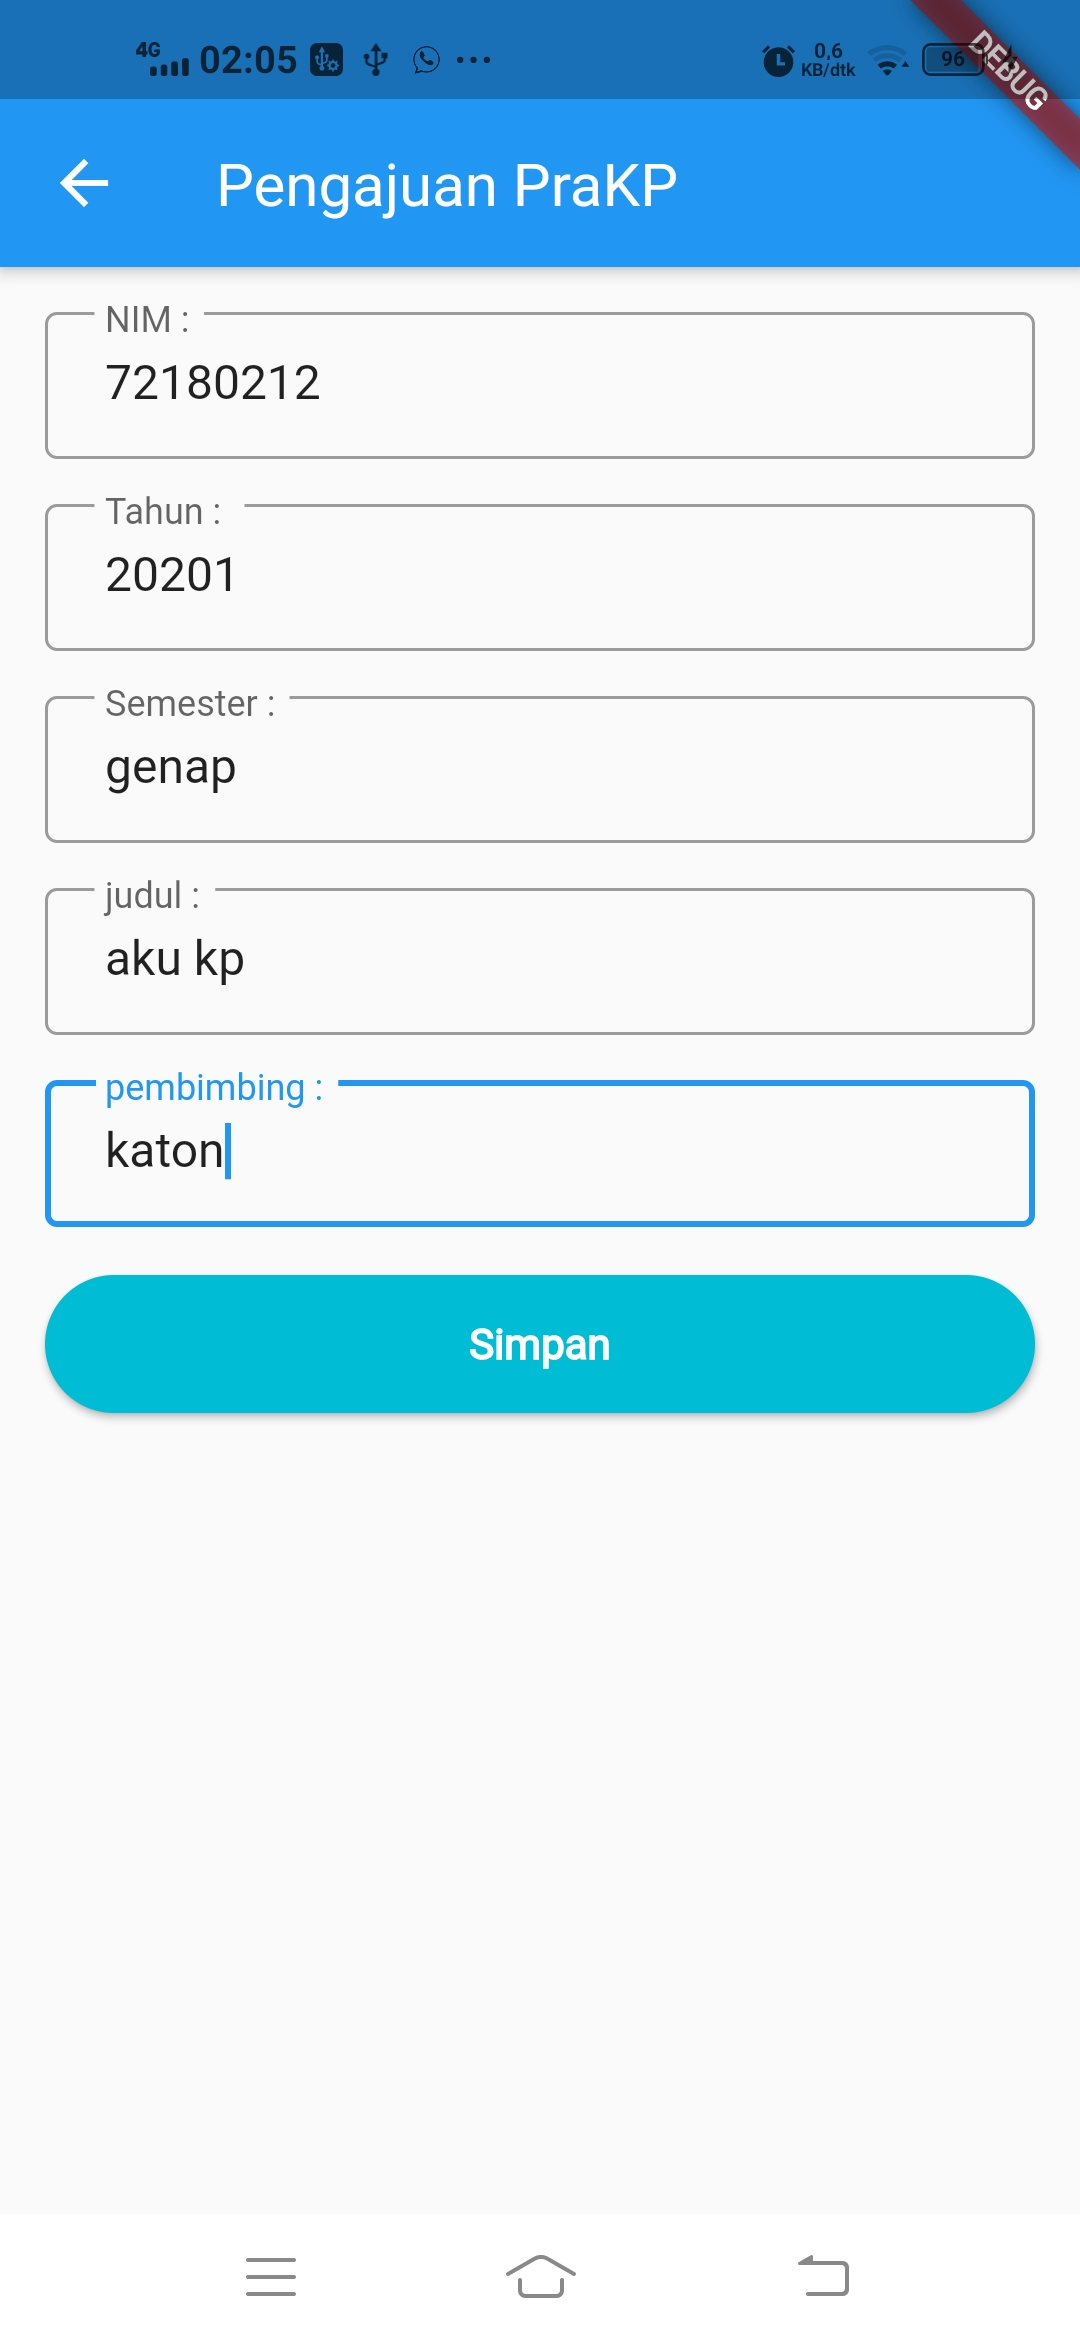 4G 02:05 0,6 KB/dtk 96
DEBUG
Pengajuan PraKP
NIM :
72180212
Tahun :
20201
Semester :
genap
judul :
aku kp
pembimbing :
katon
Simpan